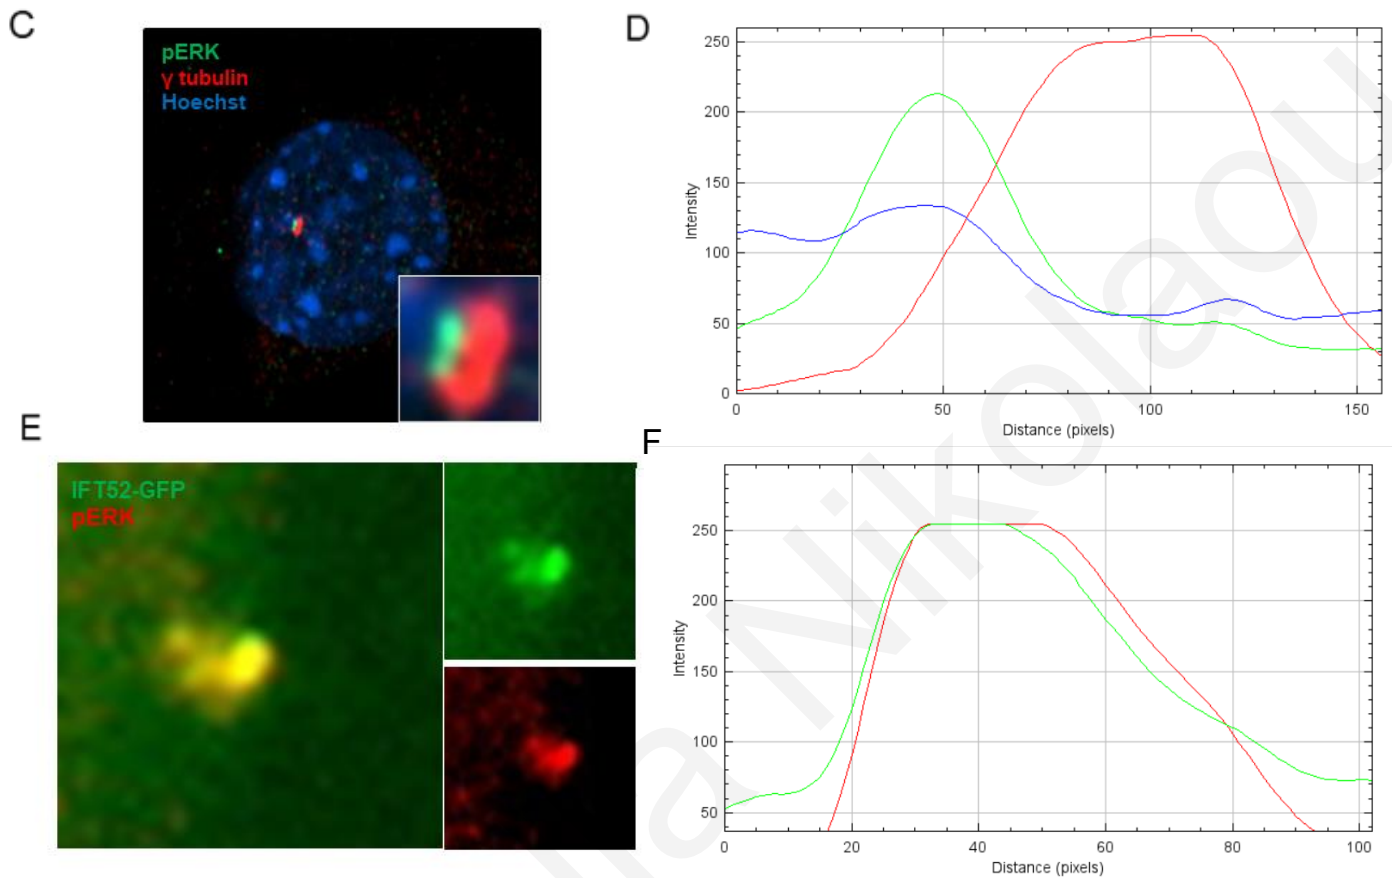 C
pERK
γ tubulin
Hoechst
D
250
200
150
100
50
0
Intensity
0 50 100 150
Distance (pixels)
E
IFT52-GFP
pERK
F
250
200
150
100
50
Intensity
0 20 40 60 80 100
Distance (pixels)
Nikolaou